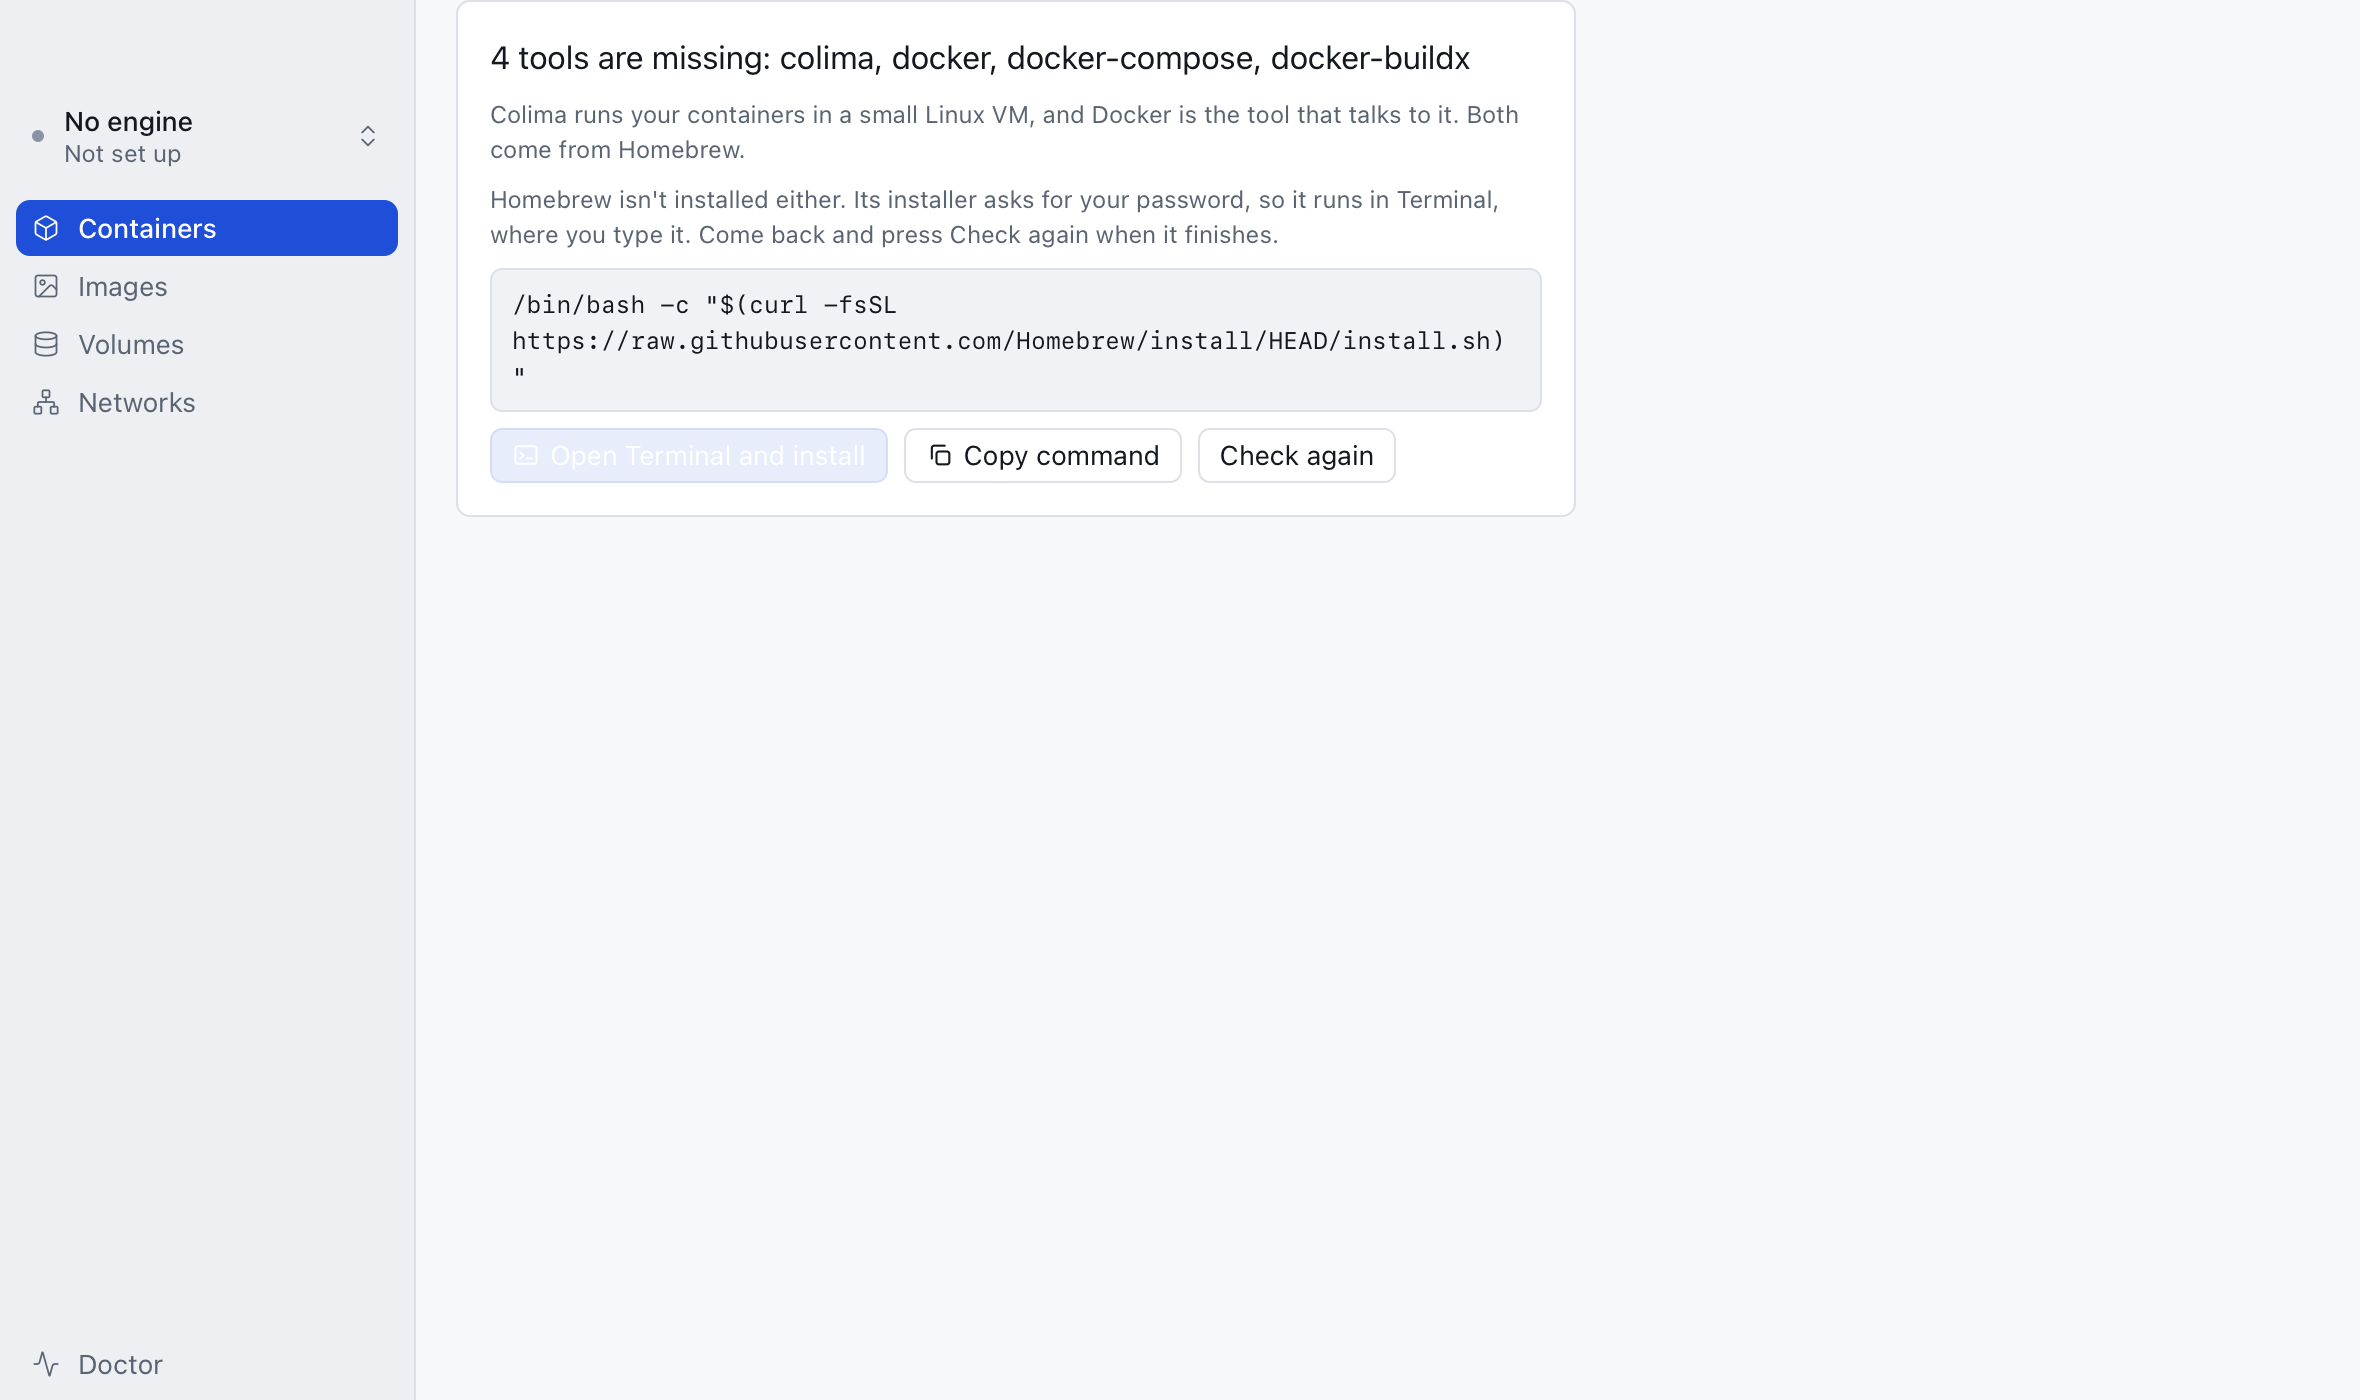 No engine
Not set up
Containers
Images
Volumes
Networks
Doctor
4 tools are missing: colima, docker, docker-compose, docker-buildx
Colima runs your containers in a small Linux VM, and Docker is the tool that talks to it. Both
come from Homebrew.
Homebrew isn't installed either. Its installer asks for your password, so it runs in Terminal,
where you type it. Come back and press Check again when it finishes.
/bin/bash -c "$(curl -fsSL
https://raw.githubusercontent.com/Homebrew/install/HEAD/install.sh)
"
Open Terminal and install
Copy command
Check again